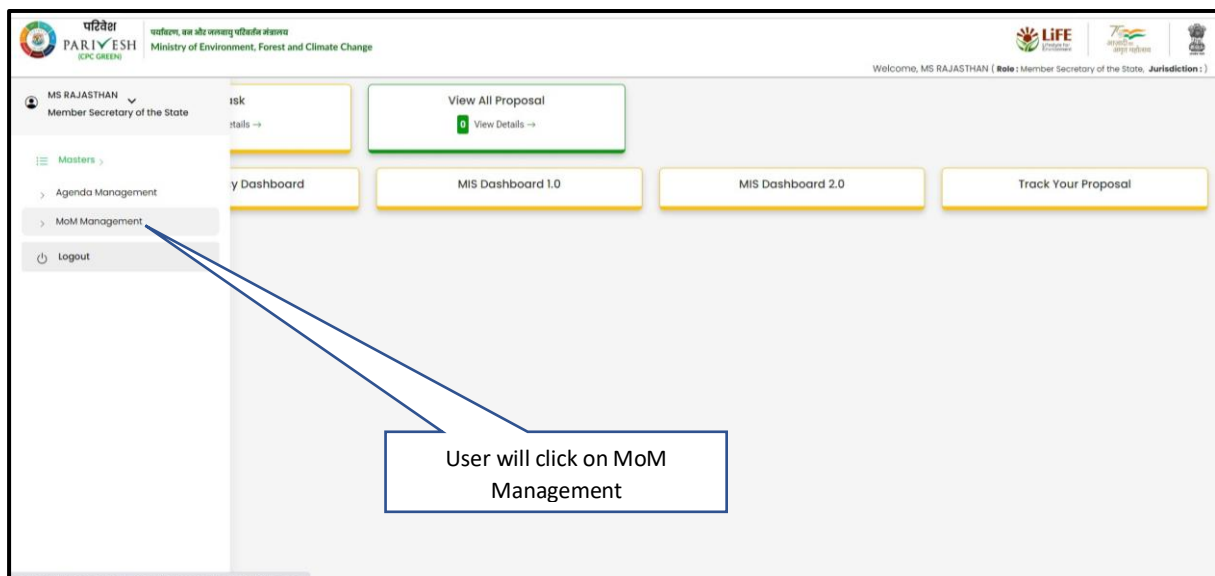 परिवेश
PARIVESH
(CPC GREEN)
पर्यावरण, वन और जलवायु परिवर्तन मंत्रालय
Ministry of Environment, Forest and Climate Change
LiFE
Lifestyle for
Environment
Welcome, MS RAJASTHAN ( Role : Member Secretary of the State, Jurisdiction : )
MS RAJASTHAN
Member Secretary of the State
Masters
Agenda Management
MoM Management
Logout
View All Proposal
0 View Details →
y Dashboard
MIS Dashboard 1.0
MIS Dashboard 2.0
Track Your Proposal
User will click on MoM
Management